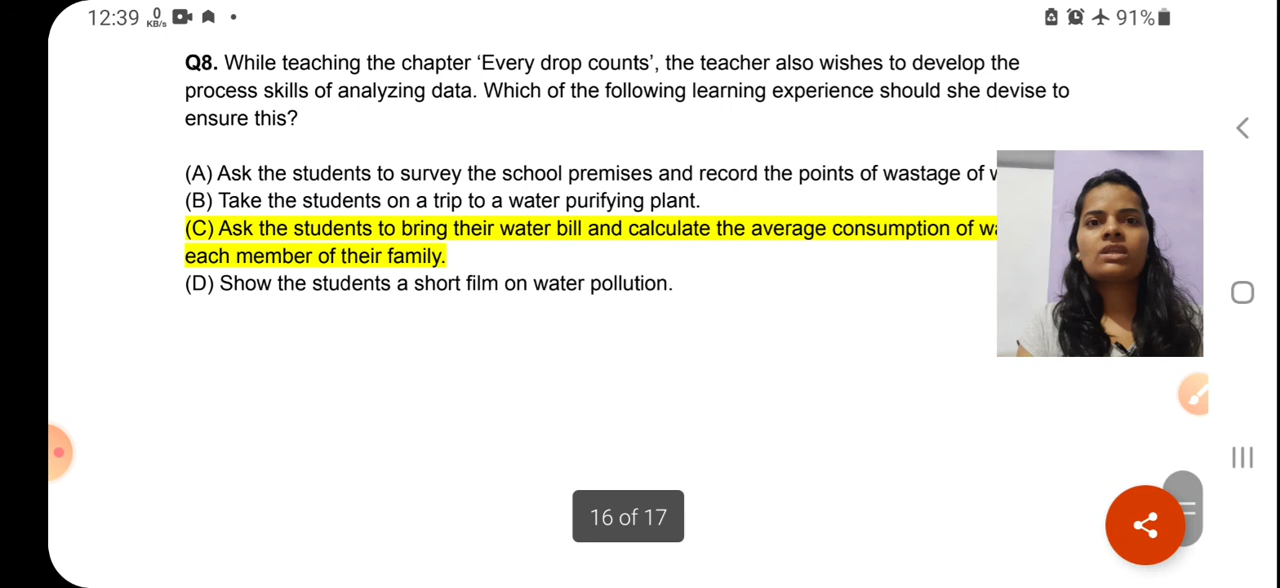 12:39 0 KB/s 91%
Q8. While teaching the chapter ‘Every drop counts’, the teacher also wishes to develop the
process skills of analyzing data. Which of the following learning experience should she devise to
ensure this?
(A) Ask the students to survey the school premises and record the points of wastage of
(B) Take the students on a trip to a water purifying plant.
(C) Ask the students to bring their water bill and calculate the average consumption of
each member of their family.
(D) Show the students a short film on water pollution.
16 of 17